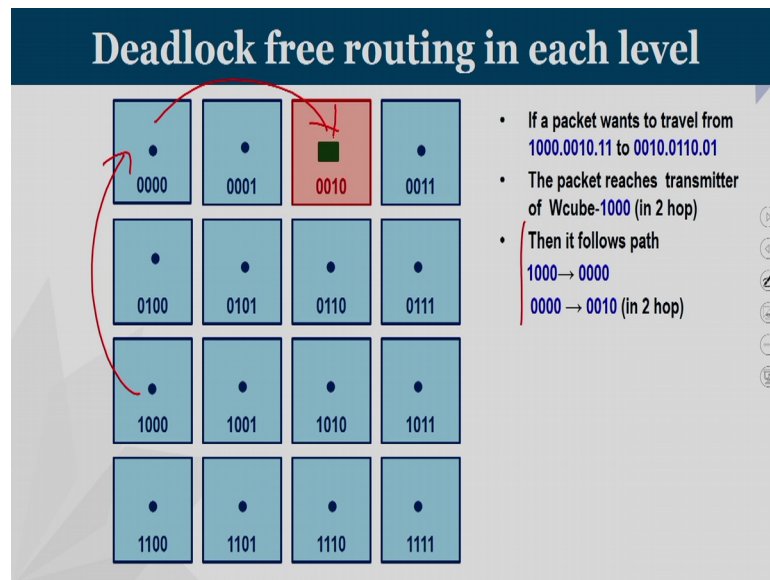 Deadlock free routing in each level
0000 0001 0010 0011
0100 0101 0110 0111
1000 1001 1010 1011
1100 1101 1110 1111
• If a packet wants to travel from
1000.0010.11 to 0010.0110.01
• The packet reaches transmitter
of Wcube-1000 (in 2 hop)
• Then it follows path
1000→ 0000
0000 → 0010 (in 2 hop)